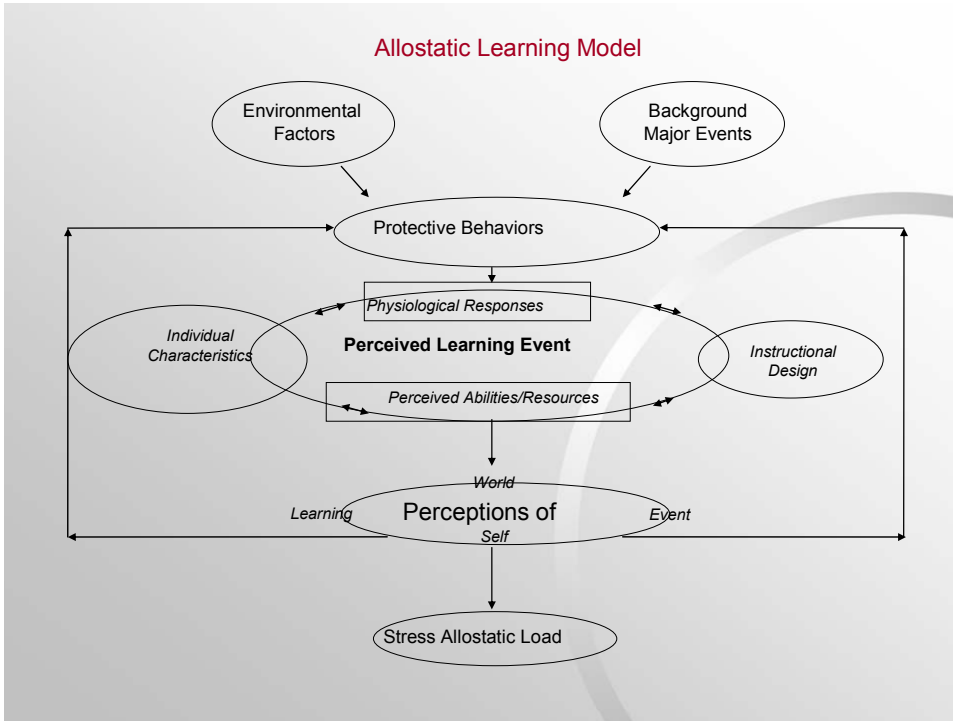 Allostatic Learning Model
Environmental
Factors
Background
Major Events
Protective Behaviors
Physiological Responses
Individual
Characteristics
Perceived Learning Event
Instructional
Design
Perceived Abilities/Resources
World
Learning
Perceptions of
Event
Self
Stress Allostatic Load